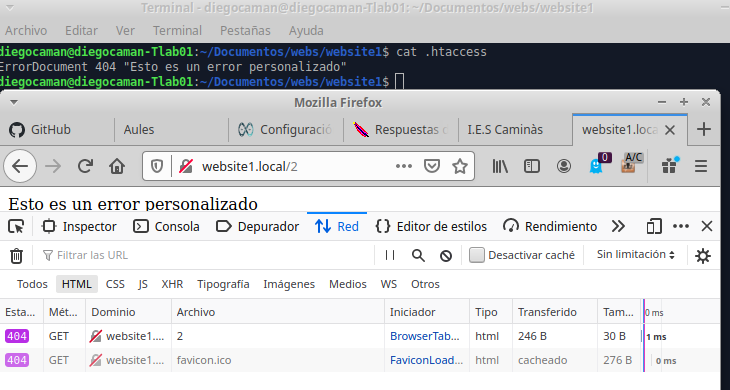 Terminal - diegocaman@diegocaman-Tlab01: ~/Documentos/webs/website1
Archivo Editar Ver Terminal Pestañas Ayuda
diegocaman@diegocaman-Tlab01:~/Documentos/webs/website1$ cat .htaccess
ErrorDocument 404 "Esto es un error personalizado"
diegocaman@diegocaman-Tlab01:~/Documentos/webs/website1$
Mozilla Firefox
GitHub Aules Configuració Respuestas c I.E.S Caminàs website1.loca
website1.local/2 0 A/C
Esto es un error personalizado
Inspector Consola Depurador Red Editor de estilos Rendimiento
Filtrar las URL Desactivar caché Sin limitación
Todos HTML CSS JS XHR Tipografía Imágenes Medios WS Otros
Esta... Mét... Dominio Archivo Iniciador Tipo Transferido Tam... 0 ms
404 GET website1.... 2 BrowserTab... html 246 B 30 B 1 ms
404 GET website1.... favicon.ico FaviconLoad... html cacheado 276 B 0 ms